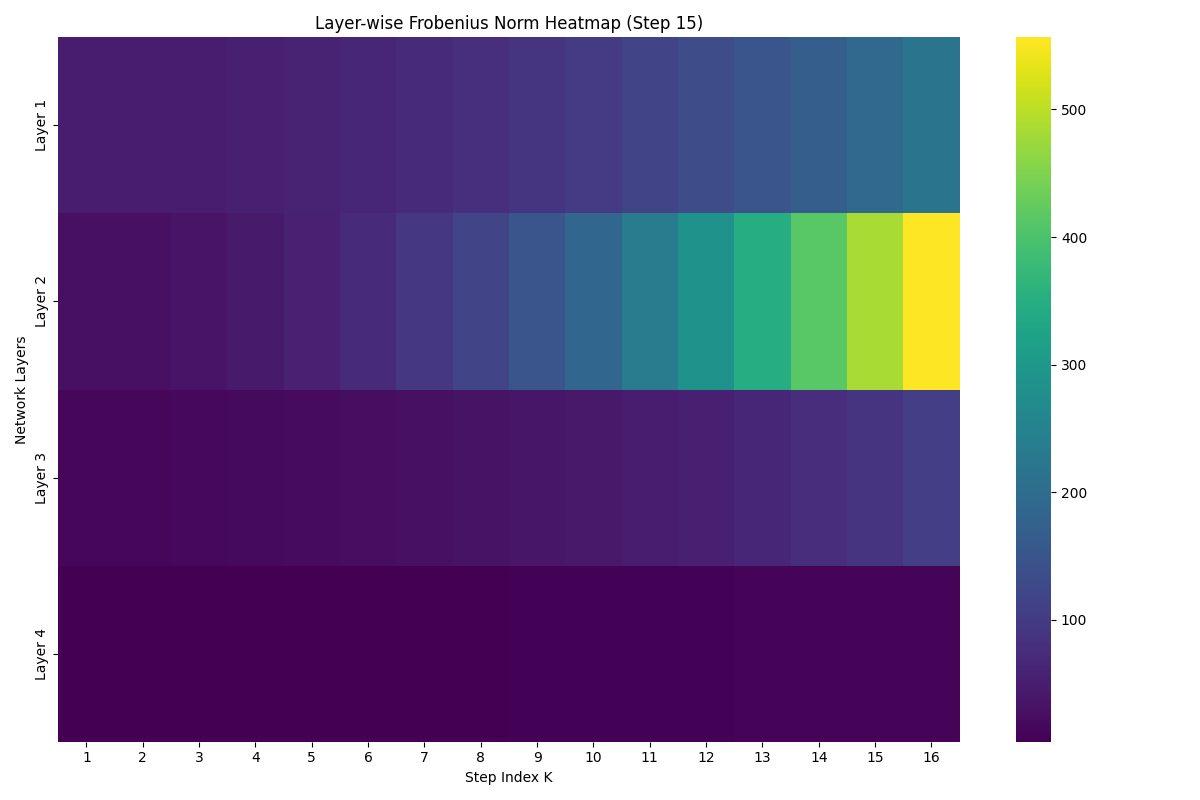 Layer-wise Frobenius Norm Heatmap (Step 15)
Network Layers
Layer 1
Layer 2
Layer 3
Layer 4
1 2 3 4 5 6 7 8 9 10 11 12 13 14 15 16
Step Index K
500
400
300
200
100